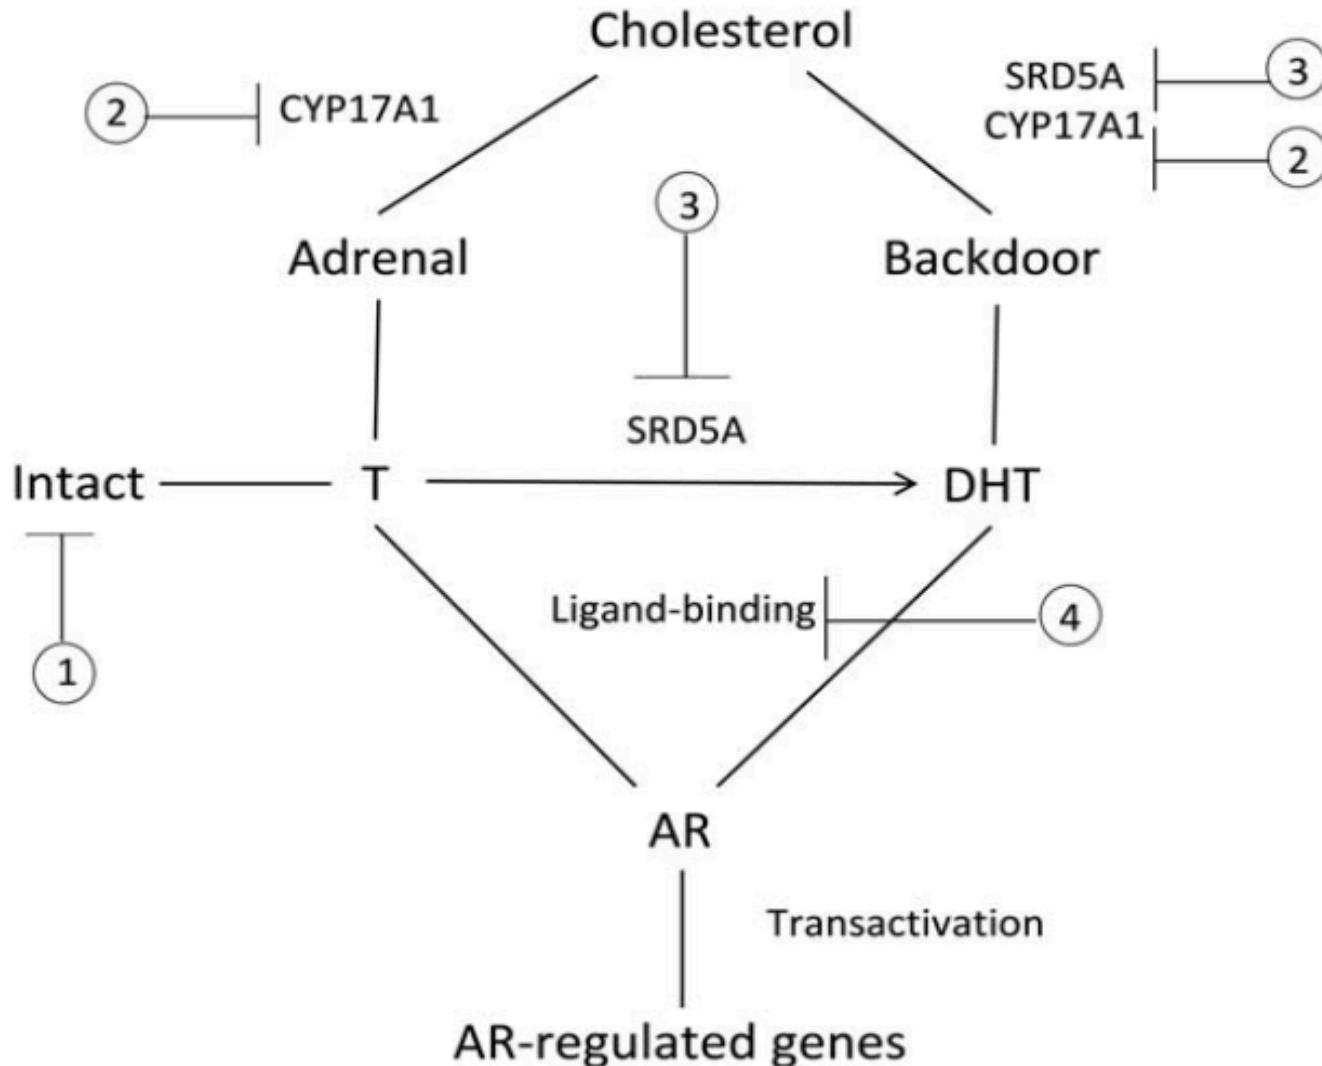 Cholesterol
2 CYP17A1
SRD5A 3
CYP17A1
2
3
Adrenal
Backdoor
SRD5A
Intact T DHT
Ligand-binding 4
1
AR
Transactivation
AR-regulated genes